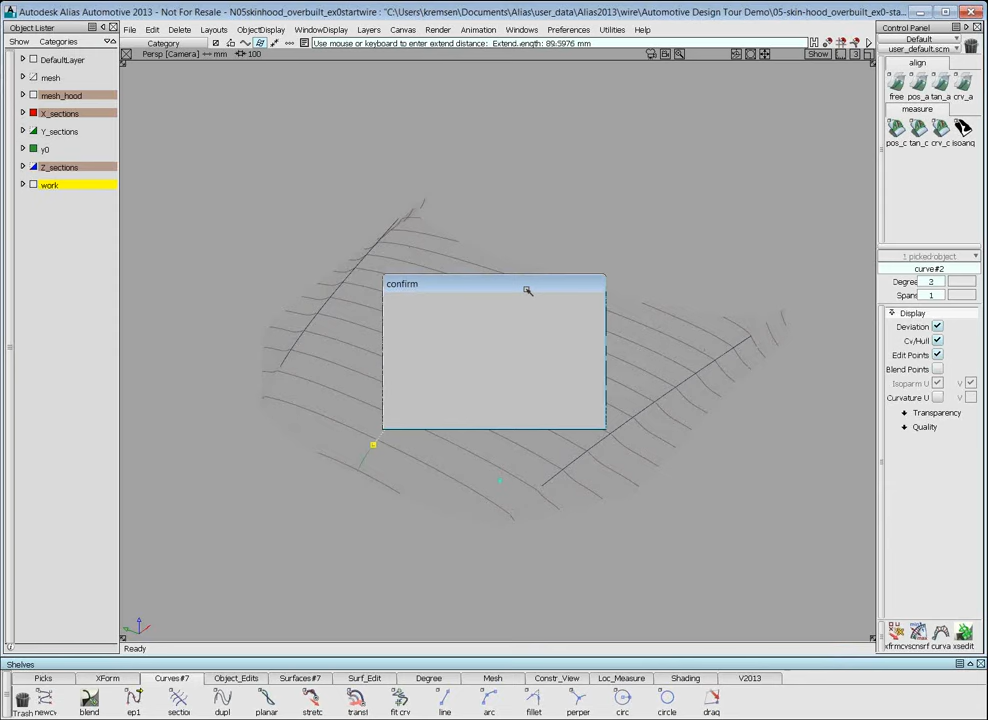 Autodesk Alias Automotive 2013 - Not For Resale - N05skinhood_overbuilt_ex0startwire : "C:\Users\kremsen\Documents\Alias\user_data\Alias2013\wire\Automotive Design Tour Demo\05-skin-hood_overbuilt_ex0-sta...
Object Lister
Control Panel
File Edit Delete Layouts ObjectDisplay WindowDisplay Layers Canvas Render Animation Windows Preferences Utilities Help
Show Categories
Category
Use mouse or keyboard to enter extend distance: Extend.length: 89.5976 mm
Default
user_default.scm
Persp [Camera] mm 100
Show
3
DefaultLayer
mesh
mesh_hood
X_sections
Y_sections
y0
Z_sections
work
align
free pos_a tan_a crv_a
measure
pos_c tan_c crv_c isoang
confirm
1 picked object
curve#2
Degree 3
Spans 1
Display
Deviation
Cv/Hull
Edit Points
Blend Points
Isoparm U V
Curvature U
Transparency
Quality
xfrmcv scnsrf curva xsedit
Ready
Shelves
Picks XForm Curves#7 Object_Edits Surfaces#7 Surf_Edit Degree Mesh Constr_View Loc_Measure Shading V2013
Trash newcv blend ep1 sectio dupl planar stretc transl fit crv line arc fillet perper circ circle drag